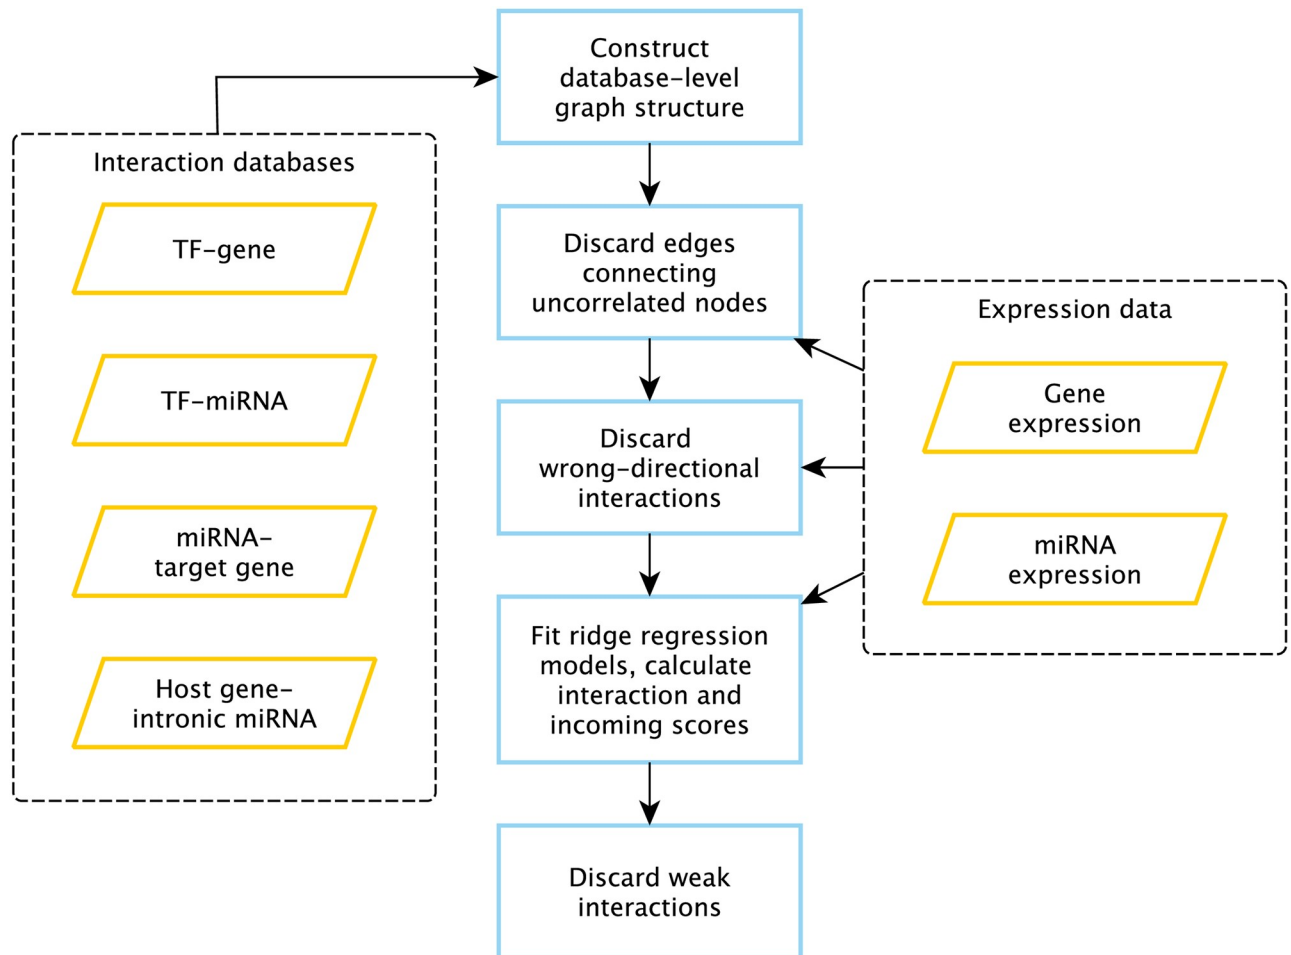 Construct
database-level
graph structure
Interaction databases
TF-gene
TF-miRNA
miRNA-
target gene
Host gene-
intronic miRNA
Discard edges
connecting
uncorrelated nodes
Discard
wrong-directional
interactions
Fit ridge regression
models, calculate
interaction and
incoming scores
Discard weak
interactions
Expression data
Gene
expression
miRNA
expression